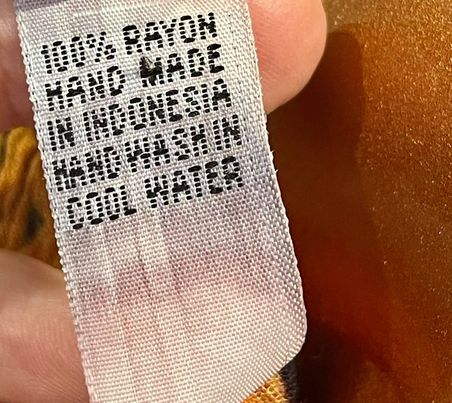 100% RAYON
HAND MADE
IN INDONESIA
HAND WASH IN
COOL WATER